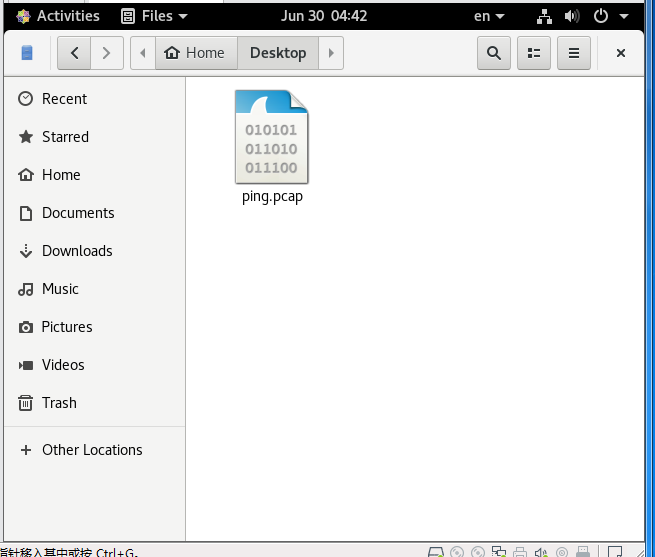 Activities Files Jun 30 04:42 en
Home Desktop
Recent
Starred
Home
Documents
Downloads
Music
Pictures
Videos
Trash
Other Locations
010101
011010
011100
ping.pcap
指针移入其中或按 Ctrl+G。